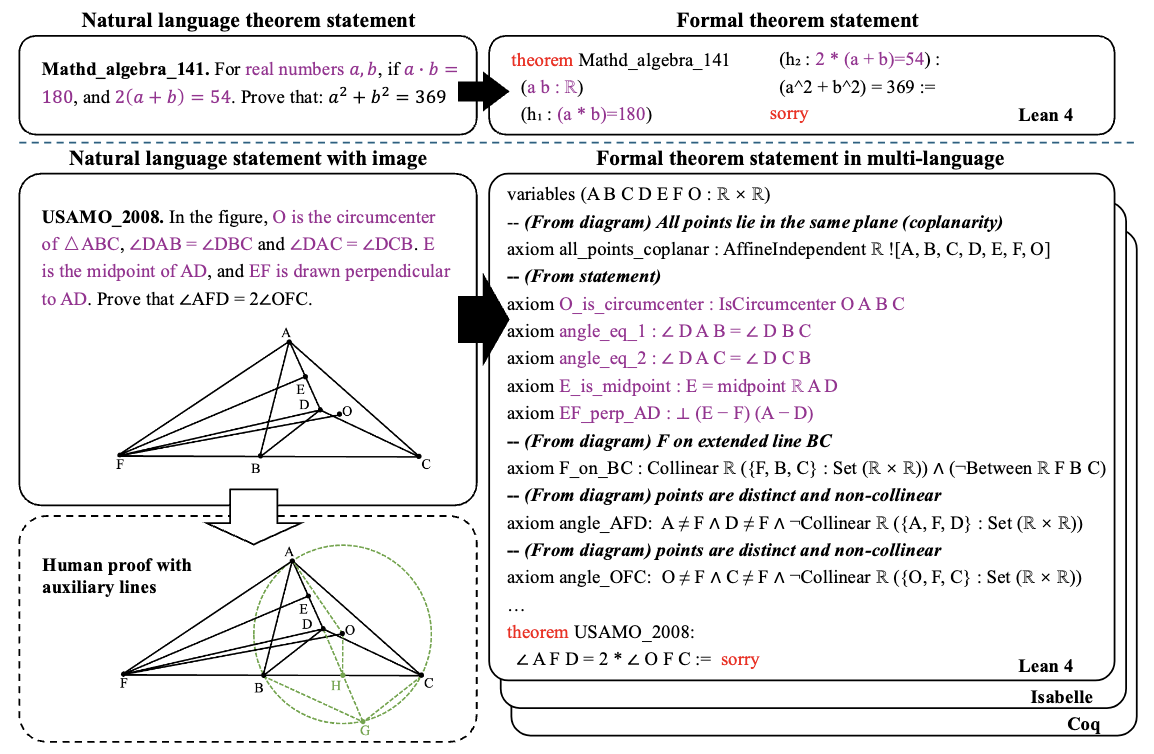 Natural language theorem statement
Formal theorem statement
Mathd_algebra_141. For real numbers a, b, if a · b =
180, and 2(a + b) = 54. Prove that: a² + b² = 369
theorem Mathd_algebra_141
(a b : ℝ)
(h₁ : (a * b)=180)
(h₂ : 2 * (a + b)=54) :
(a^2 + b^2) = 369 :=
sorry
Lean 4
Natural language statement with image
Formal theorem statement in multi-language
USAMO_2008. In the figure, O is the circumcenter
of △ABC, ∠DAB = ∠DBC and ∠DAC = ∠DCB. E
is the midpoint of AD, and EF is drawn perpendicular
to AD. Prove that ∠AFD = 2∠OFC.
A
E
D
O
F
B
C
Human proof with
auxiliary lines
A
E
D
O
F
B
H
C
G
variables (A B C D E F O : ℝ × ℝ)
-- (From diagram) All points lie in the same plane (coplanarity)
axiom all_points_coplanar : AffineIndependent ℝ ![A, B, C, D, E, F, O]
-- (From statement)
axiom O_is_circumcenter : IsCircumcenter O A B C
axiom angle_eq_1 : ∠ D A B = ∠ D B C
axiom angle_eq_2 : ∠ D A C = ∠ D C B
axiom E_is_midpoint : E = midpoint ℝ A D
axiom EF_perp_AD : ⊥ (E − F) (A − D)
-- (From diagram) F on extended line BC
axiom F_on_BC : Collinear ℝ ({F, B, C} : Set (ℝ × ℝ)) ∧ (¬Between ℝ F B C)
-- (From diagram) points are distinct and non-collinear
axiom angle_AFD: A ≠ F ∧ D ≠ F ∧ ¬Collinear ℝ ({A, F, D} : Set (ℝ × ℝ))
-- (From diagram) points are distinct and non-collinear
axiom angle_OFC: O ≠ F ∧ C ≠ F ∧ ¬Collinear ℝ ({O, F, C} : Set (ℝ × ℝ))
…
theorem USAMO_2008:
∠ A F D = 2 * ∠ O F C := sorry
Lean 4
Isabelle
Coq